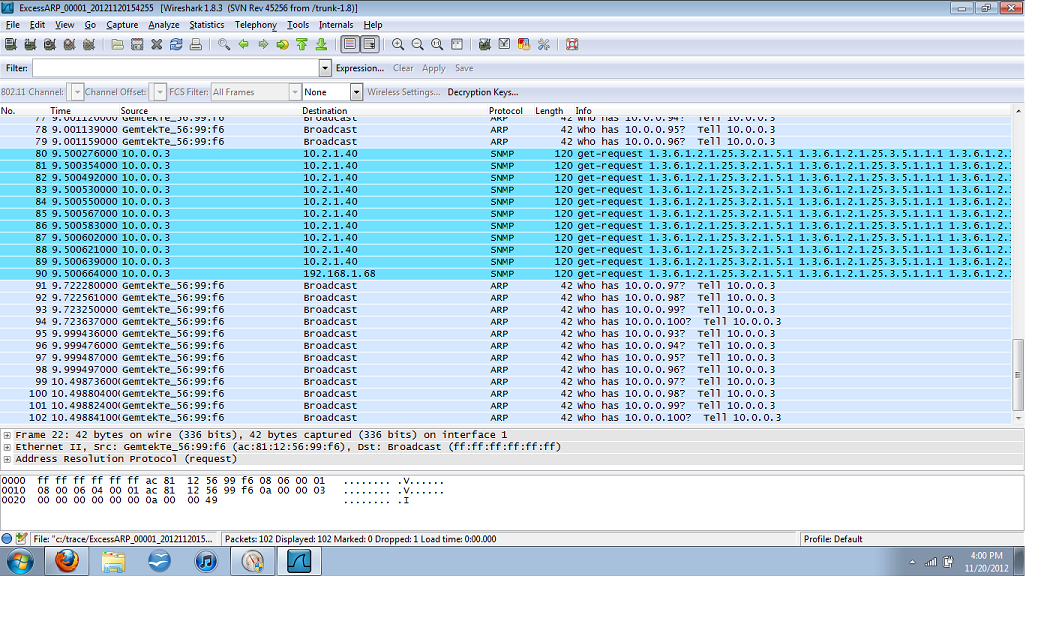 ExcessARP_00001_20121120154255 [Wireshark 1.8.3 (SVN Rev 45256 from /trunk-1.8)]
File Edit View Go Capture Analyze Statistics Telephony Tools Internals Help
Filter: Expression... Clear Apply Save
802.11 Channel: Channel Offset: FCS Filter: All Frames None Wireless Settings... Decryption Keys...
No. Time Source Destination Protocol Length Info
77 9.001120000 GemtekTe_56:99:f6 Broadcast ARP 42 who has 10.0.0.94? Tell 10.0.0.3
78 9.001139000 GemtekTe_56:99:f6 Broadcast ARP 42 who has 10.0.0.95? Tell 10.0.0.3
79 9.001159000 GemtekTe_56:99:f6 Broadcast ARP 42 who has 10.0.0.96? Tell 10.0.0.3
80 9.500276000 10.0.0.3 10.2.1.40 SNMP 120 get-request 1.3.6.1.2.1.25.3.2.1.5.1 1.3.6.1.2.1.25.3.5.1.1.1 1.3.6.1.2.1
81 9.500354000 10.0.0.3 10.2.1.40 SNMP 120 get-request 1.3.6.1.2.1.25.3.2.1.5.1 1.3.6.1.2.1.25.3.5.1.1.1 1.3.6.1.2.1
82 9.500492000 10.0.0.3 10.2.1.40 SNMP 120 get-request 1.3.6.1.2.1.25.3.2.1.5.1 1.3.6.1.2.1.25.3.5.1.1.1 1.3.6.1.2.1
83 9.500530000 10.0.0.3 10.2.1.40 SNMP 120 get-request 1.3.6.1.2.1.25.3.2.1.5.1 1.3.6.1.2.1.25.3.5.1.1.1 1.3.6.1.2.1
84 9.500550000 10.0.0.3 10.2.1.40 SNMP 120 get-request 1.3.6.1.2.1.25.3.2.1.5.1 1.3.6.1.2.1.25.3.5.1.1.1 1.3.6.1.2.1
85 9.500567000 10.0.0.3 10.2.1.40 SNMP 120 get-request 1.3.6.1.2.1.25.3.2.1.5.1 1.3.6.1.2.1.25.3.5.1.1.1 1.3.6.1.2.1
86 9.500583000 10.0.0.3 10.2.1.40 SNMP 120 get-request 1.3.6.1.2.1.25.3.2.1.5.1 1.3.6.1.2.1.25.3.5.1.1.1 1.3.6.1.2.1
87 9.500602000 10.0.0.3 10.2.1.40 SNMP 120 get-request 1.3.6.1.2.1.25.3.2.1.5.1 1.3.6.1.2.1.25.3.5.1.1.1 1.3.6.1.2.1
88 9.500621000 10.0.0.3 10.2.1.40 SNMP 120 get-request 1.3.6.1.2.1.25.3.2.1.5.1 1.3.6.1.2.1.25.3.5.1.1.1 1.3.6.1.2.1
89 9.500639000 10.0.0.3 10.2.1.40 SNMP 120 get-request 1.3.6.1.2.1.25.3.2.1.5.1 1.3.6.1.2.1.25.3.5.1.1.1 1.3.6.1.2.1
90 9.500664000 10.0.0.3 192.168.1.68 SNMP 120 get-request 1.3.6.1.2.1.25.3.2.1.5.1 1.3.6.1.2.1.25.3.5.1.1.1 1.3.6.1.2.1
91 9.722280000 GemtekTe_56:99:f6 Broadcast ARP 42 who has 10.0.0.97? Tell 10.0.0.3
92 9.722561000 GemtekTe_56:99:f6 Broadcast ARP 42 who has 10.0.0.98? Tell 10.0.0.3
93 9.723250000 GemtekTe_56:99:f6 Broadcast ARP 42 who has 10.0.0.99? Tell 10.0.0.3
94 9.723637000 GemtekTe_56:99:f6 Broadcast ARP 42 who has 10.0.0.100? Tell 10.0.0.3
95 9.999436000 GemtekTe_56:99:f6 Broadcast ARP 42 who has 10.0.0.93? Tell 10.0.0.3
96 9.999476000 GemtekTe_56:99:f6 Broadcast ARP 42 who has 10.0.0.94? Tell 10.0.0.3
97 9.999487000 GemtekTe_56:99:f6 Broadcast ARP 42 who has 10.0.0.95? Tell 10.0.0.3
98 9.999497000 GemtekTe_56:99:f6 Broadcast ARP 42 who has 10.0.0.96? Tell 10.0.0.3
99 10.498736000 GemtekTe_56:99:f6 Broadcast ARP 42 who has 10.0.0.97? Tell 10.0.0.3
100 10.498804000 GemtekTe_56:99:f6 Broadcast ARP 42 who has 10.0.0.98? Tell 10.0.0.3
101 10.498824000 GemtekTe_56:99:f6 Broadcast ARP 42 who has 10.0.0.99? Tell 10.0.0.3
102 10.498841000 GemtekTe_56:99:f6 Broadcast ARP 42 who has 10.0.0.100? Tell 10.0.0.3
Frame 22: 42 bytes on wire (336 bits), 42 bytes captured (336 bits) on interface 1
Ethernet II, Src: GemtekTe_56:99:f6 (ac:81:12:56:99:f6), Dst: Broadcast (ff:ff:ff:ff:ff:ff)
Address Resolution Protocol (request)
0000 ff ff ff ff ff ff ac 81 12 56 99 f6 08 06 00 01 ........ .V......
0010 08 00 06 04 00 01 ac 81 12 56 99 f6 0a 00 00 03 ........ .V......
0020 00 00 00 00 00 00 0a 00 00 49 ........ .I
File: "c:/trace/ExcessARP_00001_2012112015... Packets: 102 Displayed: 102 Marked: 0 Dropped: 1 Load time: 0:00.000 Profile: Default
4:00 PM
11/20/2012